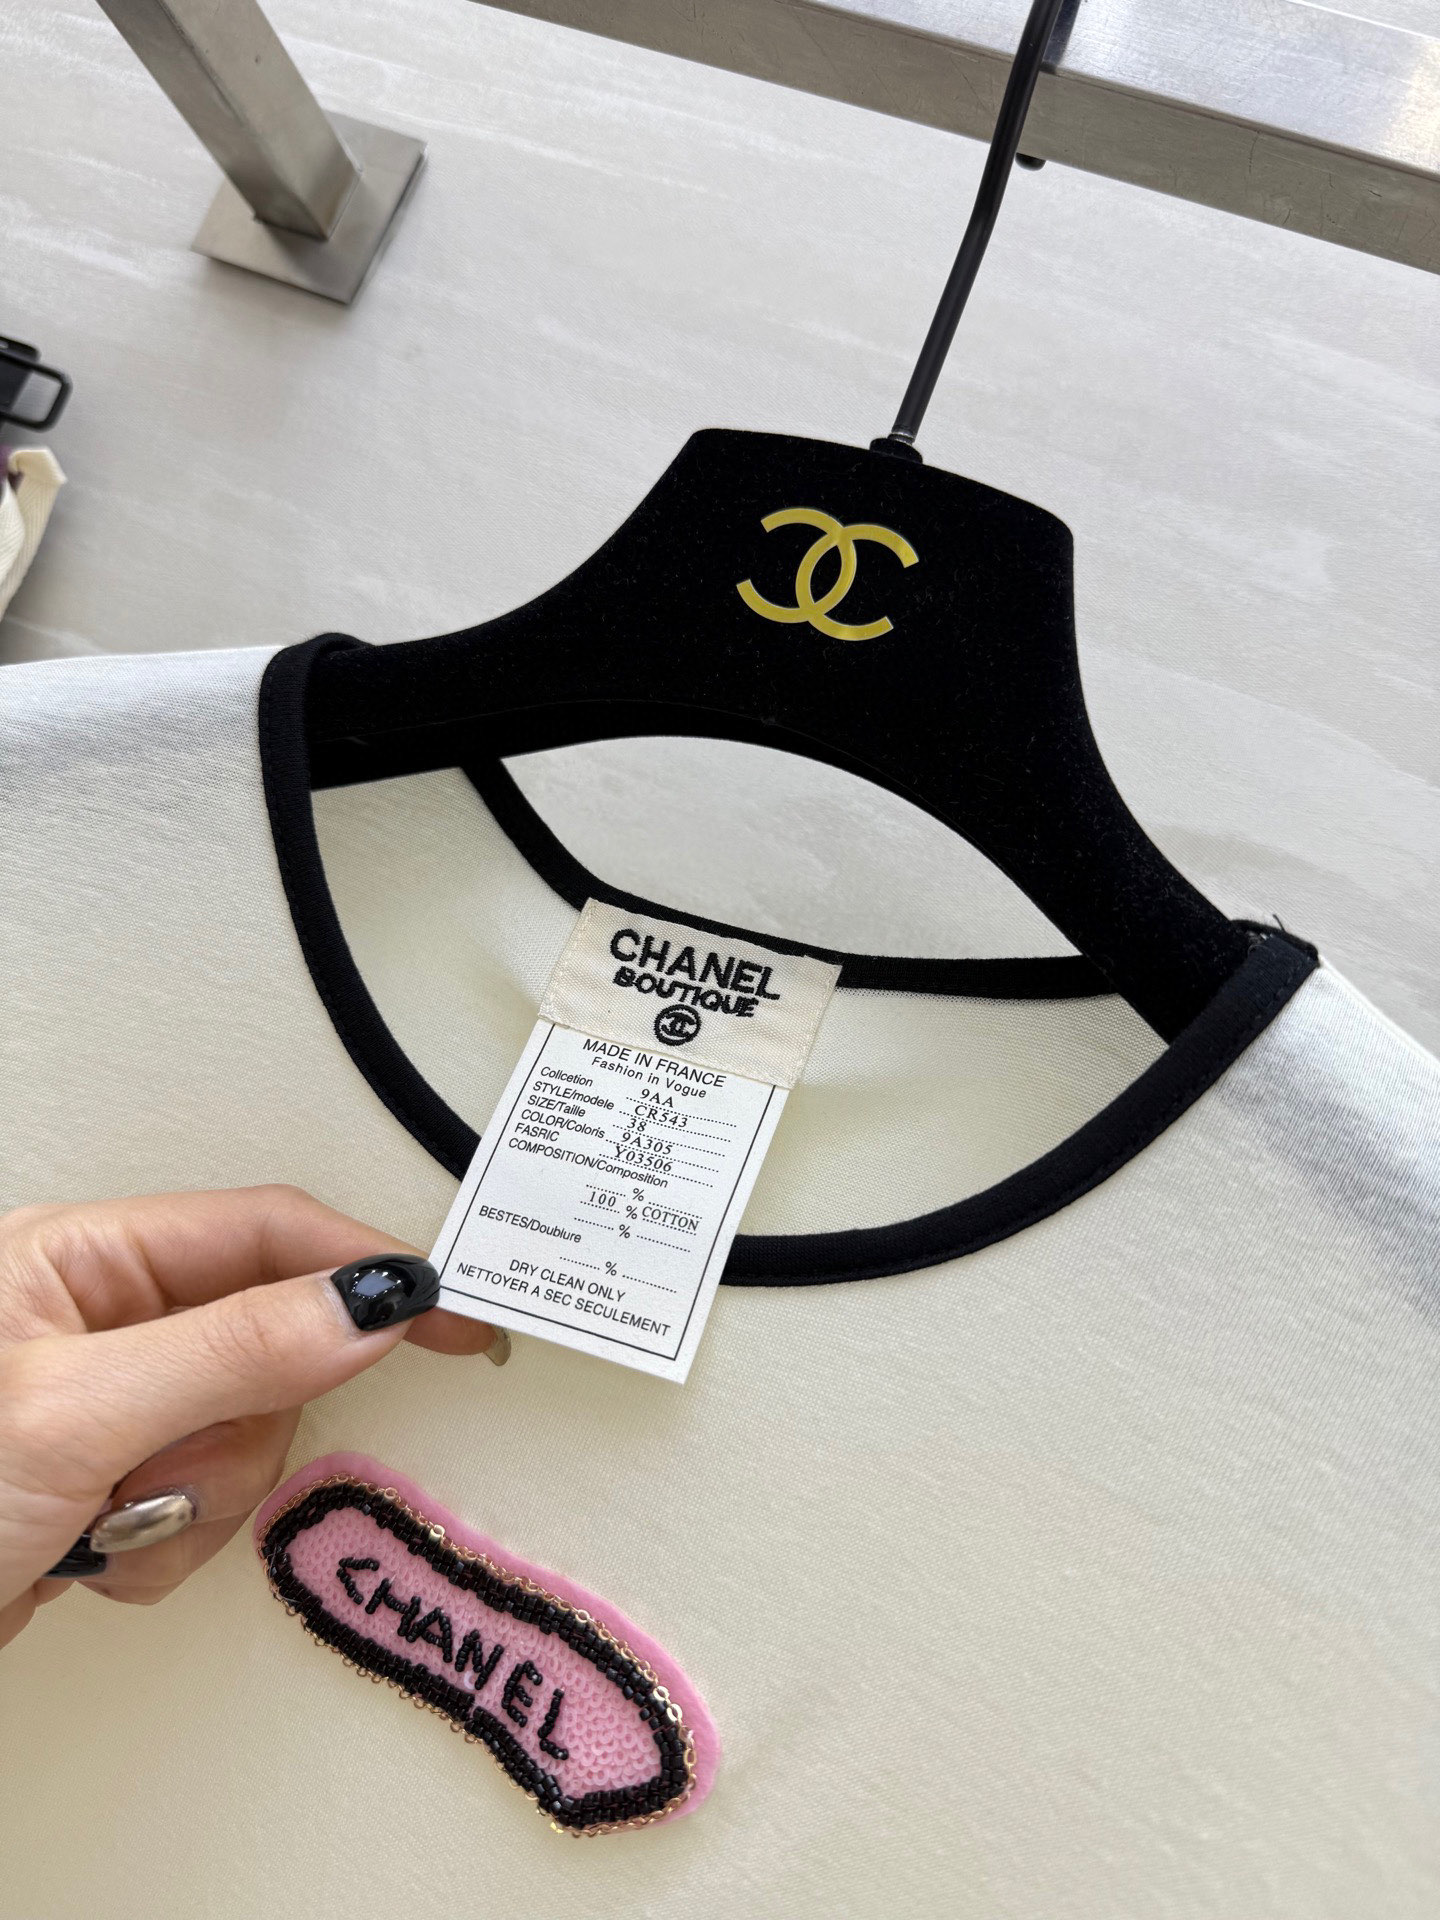 CHANEL
BOUTIQUE
MADE IN FRANCE
Fashion in Vogue
Collcetion 9AA
STYLE/modele CR543
SIZE/Taille 38
COLOR/Coloris 9A305
FASRIC Y03506
COMPOSITION/Composition
%
100 % COTTON
%
BESTES/Doublure
%
DRY CLEAN ONLY
NETTOYER A SEC SECULEMENT
CHANEL